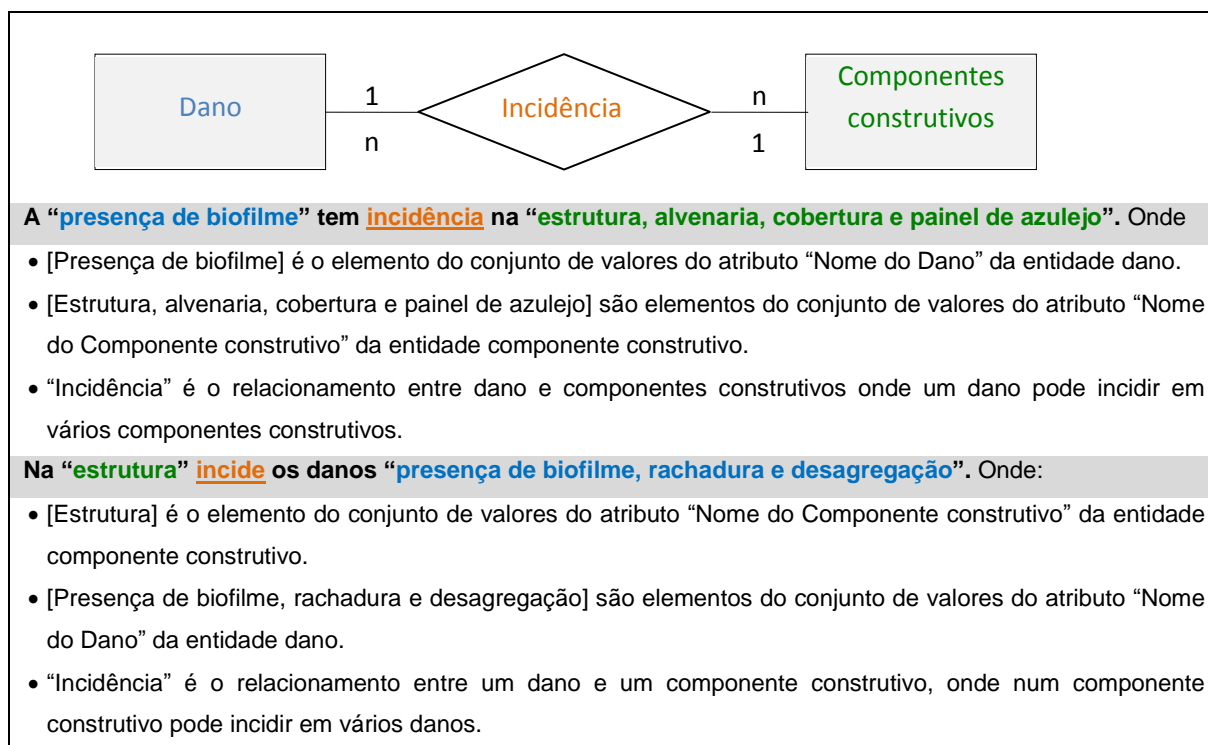 Dano
1
n
Incidência
n
1
Componentes
construtivos
A “presença de biofilme” tem incidência na “estrutura, alvenaria, cobertura e painel de azulejo”. Onde
• [Presença de biofilme] é o elemento do conjunto de valores do atributo “Nome do Dano” da entidade dano.
• [Estrutura, alvenaria, cobertura e painel de azulejo] são elementos do conjunto de valores do atributo “Nome
do Componente construtivo” da entidade componente construtivo.
• “Incidência” é o relacionamento entre dano e componentes construtivos onde um dano pode incidir em
vários componentes construtivos.
Na “estrutura” incide os danos “presença de biofilme, rachadura e desagregação”. Onde:
• [Estrutura] é o elemento do conjunto de valores do atributo “Nome do Componente construtivo” da entidade
componente construtivo.
• [Presença de biofilme, rachadura e desagregação] são elementos do conjunto de valores do atributo “Nome
do Dano” da entidade dano.
• “Incidência” é o relacionamento entre um dano e um componente construtivo, onde num componente
construtivo pode incidir em vários danos.